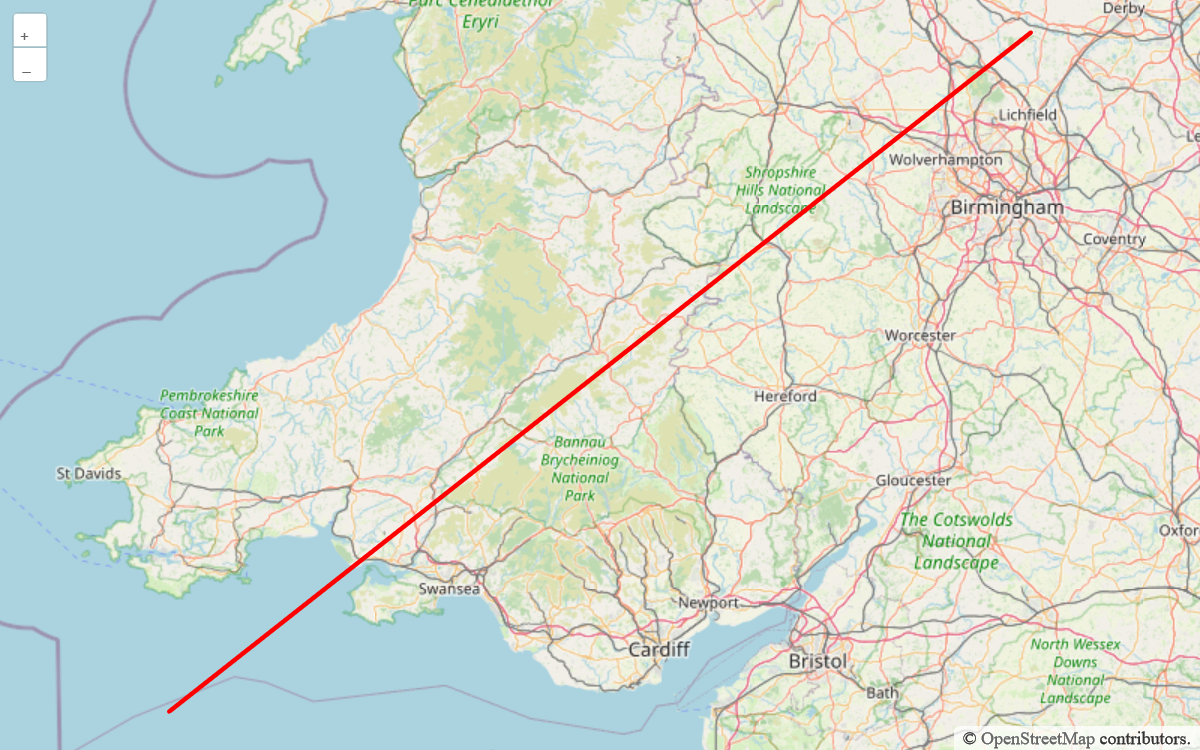 Parc Cenedlaethol
Eryri
Derby
+
−
Lichfield
Wolverhampton
Shropshire
Hills National
Landscape
Birmingham
Coventry
Worcester
Pembrokeshire
Coast National
Park
Hereford
Bannau
Brycheiniog
National
Park
St Davids
Gloucester
The Cotswolds
National
Landscape
Oxfor
Swansea
Newport
Cardiff
Bristol
North Wessex
Downs
National
Landscape
Bath
© OpenStreetMap contributors.